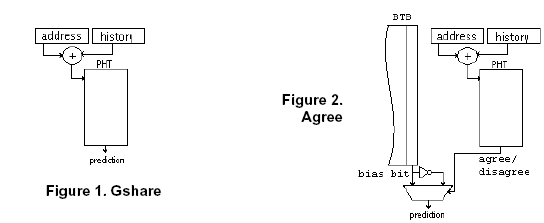 address history
+
PHT
prediction
Figure 1. Gshare
BTB
address history
+
PHT
Figure 2.
Agree
bias bit
agree/
disagree
prediction